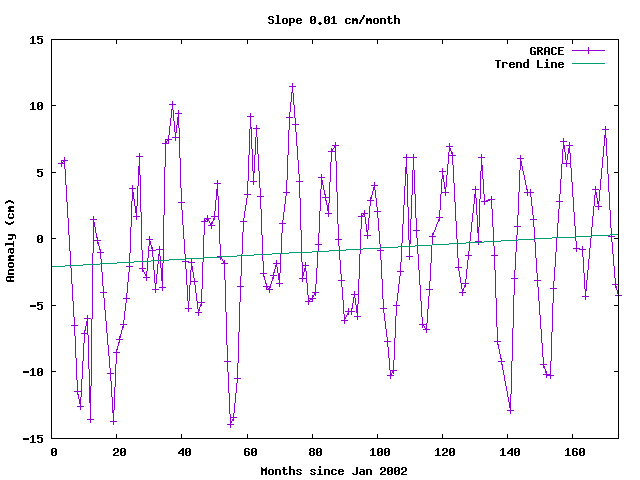 Slope 0.01 cm/month
GRACE
Trend Line
15
10
5
0
-5
-10
-15
Anomaly (cm)
0 20 40 60 80 100 120 140 160
Months since Jan 2002